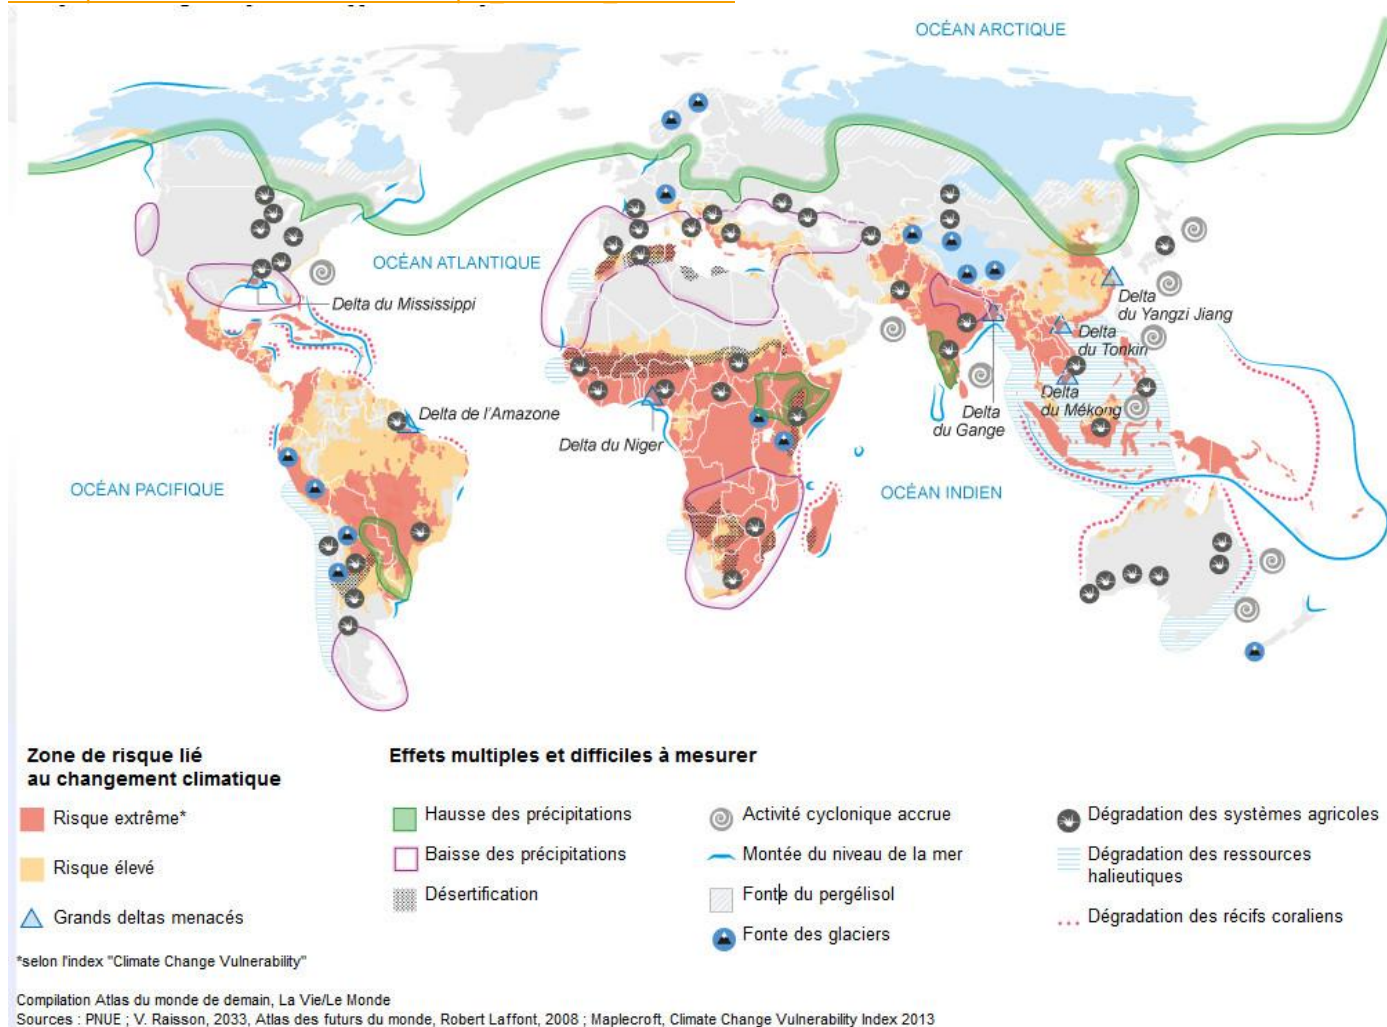 OCÉAN ARCTIQUE
OCÉAN ATLANTIQUE
Delta du Mississippi
Delta
du Yangzi Jiang
Delta
du Tonkin
Delta
du Mékong
Delta de l'Amazone
Delta
du Gange
Delta du Niger
OCÉAN PACIFIQUE
OCÉAN INDIEN
Zone de risque lié
au changement climatique
Risque extrême*
Risque élevé
Grands deltas menacés
*selon l'index "Climate Change Vulnerability"
Effets multiples et difficiles à mesurer
Hausse des précipitations
Baisse des précipitations
Désertification
Activité cyclonique accrue
Montée du niveau de la mer
Fonte du pergélisol
Fonte des glaciers
Dégradation des systèmes agricoles
Dégradation des ressources
halieutiques
Dégradation des récifs coraliens
Compilation Atlas du monde de demain, La Vie/Le Monde
Sources : PNUE ; V. Raisson, 2033, Atlas des futurs du monde, Robert Laffont, 2008 ; Maplecroft, Climate Change Vulnerability Index 2013